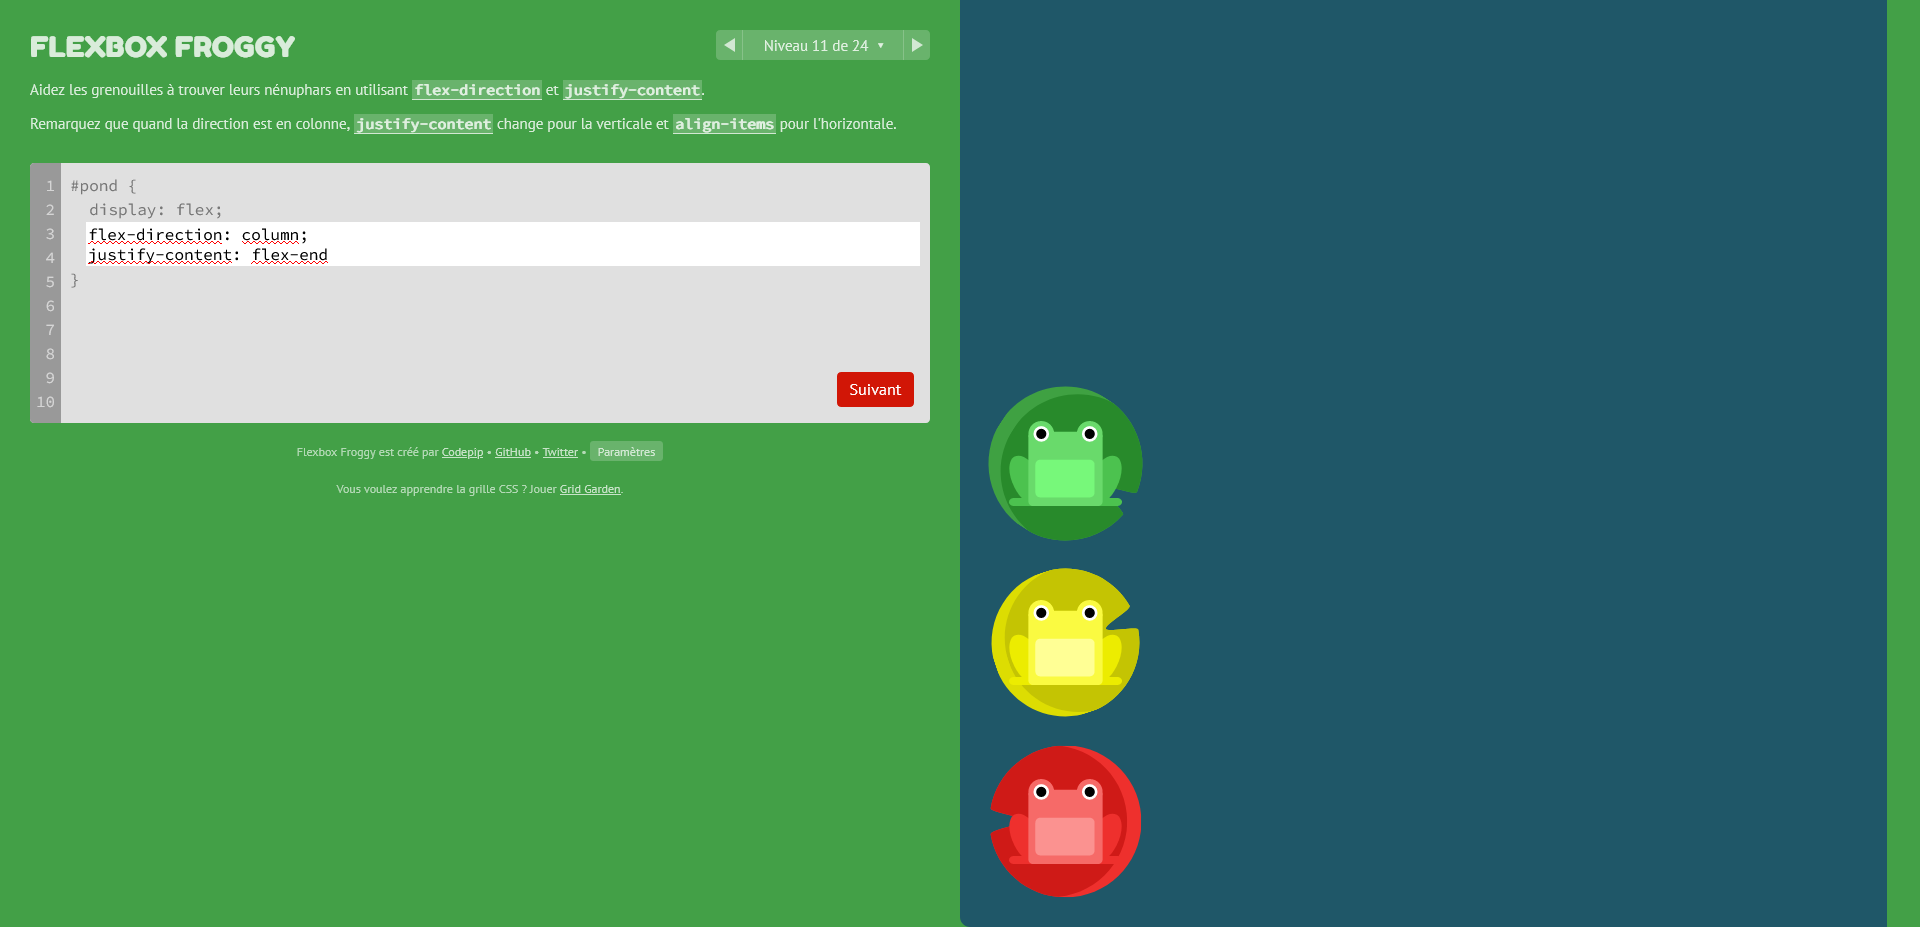 FLEXBOX FROGGY
Niveau 11 de 24 ▼
Aidez les grenouilles à trouver leurs nénuphars en utilisant flex-direction et justify-content.
Remarquez que quand la direction est en colonne, justify-content change pour la verticale et align-items pour l'horizontale.
1 #pond {
2 display: flex;
3 flex-direction: column;
4 justify-content: flex-end
5 }
6
7
8
9
10
Suivant
Flexbox Froggy est créé par Codepip • GitHub • Twitter • Paramètres
Vous voulez apprendre la grille CSS ? Jouer Grid Garden.